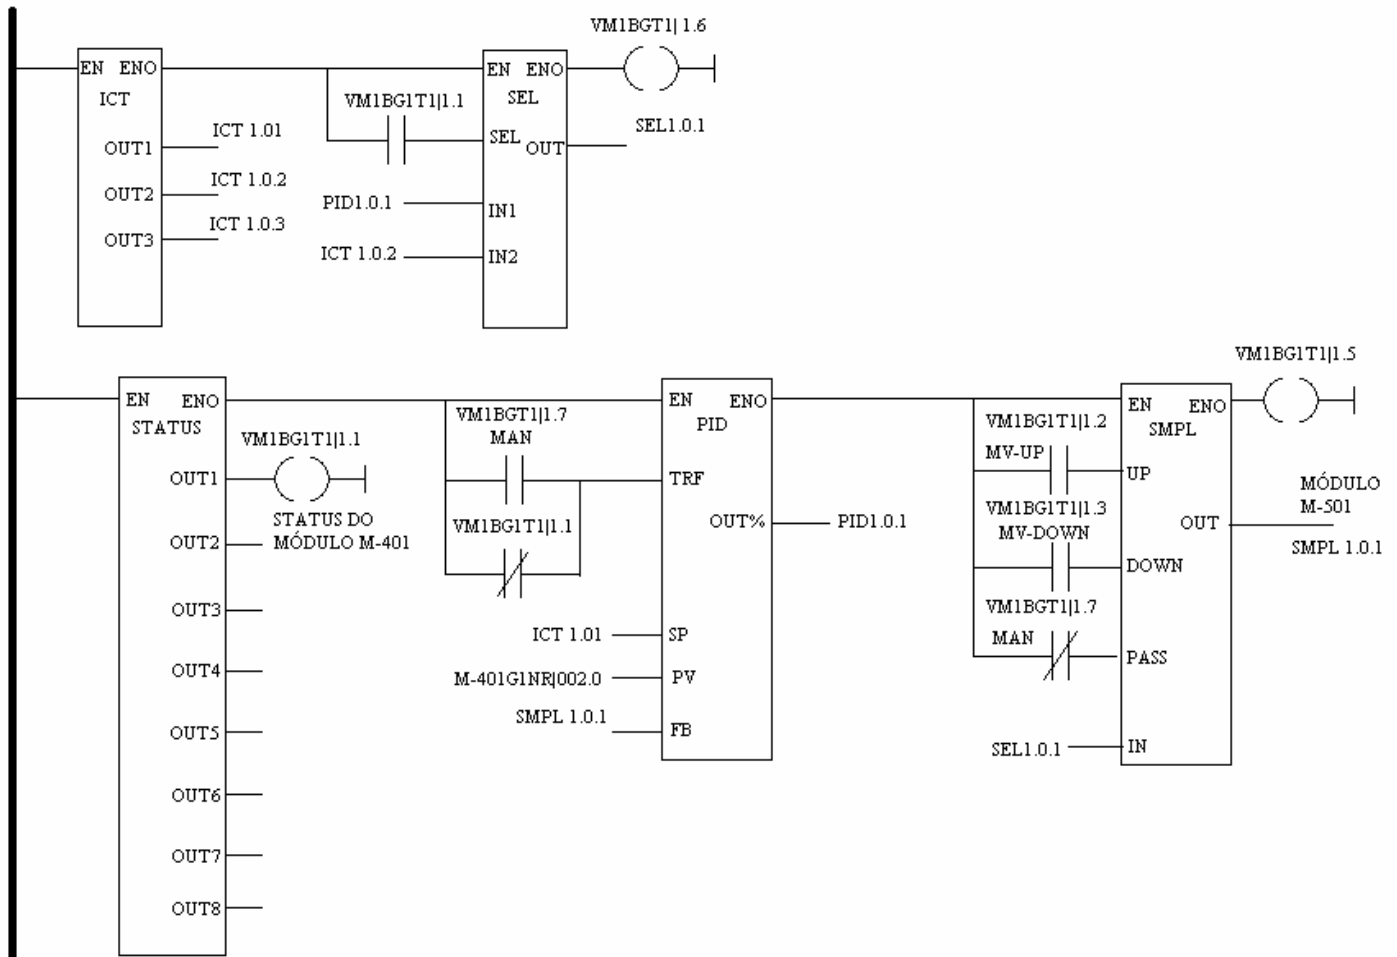 VM1BGT1| 1.6
EN ENO
ICT
VM1BG1T1|1.1
EN ENO
SEL
SEL1.0.1
OUT1
ICT 1.01
SEL
OUT
OUT2
ICT 1.0.2
PID1.0.1
IN1
OUT3
ICT 1.0.3
ICT 1.0.2
IN2
VM1BG1T1|1.5
EN ENO
STATUS
VM1BGT1|1.7
MAN
EN ENO
PID
VM1BG1T1|1.2
MV-UP
EN ENO
SMPL
VM1BG1T1|1.1
OUT1
TRF
UP
STATUS DO
MÓDULO M-401
VM1BG1T1|1.1
OUT%
PID1.0.1
VM1BG1T1|1.3
MV-DOWN
OUT
MÓDULO
M-501
SMPL 1.0.1
OUT2
DOWN
OUT3
VM1BGT1|1.7
MAN
ICT 1.01
SP
PASS
OUT4
M-401G1NR|002.0
PV
OUT5
SMPL 1.0.1
FB
SEL1.0.1
IN
OUT6
OUT7
OUT8